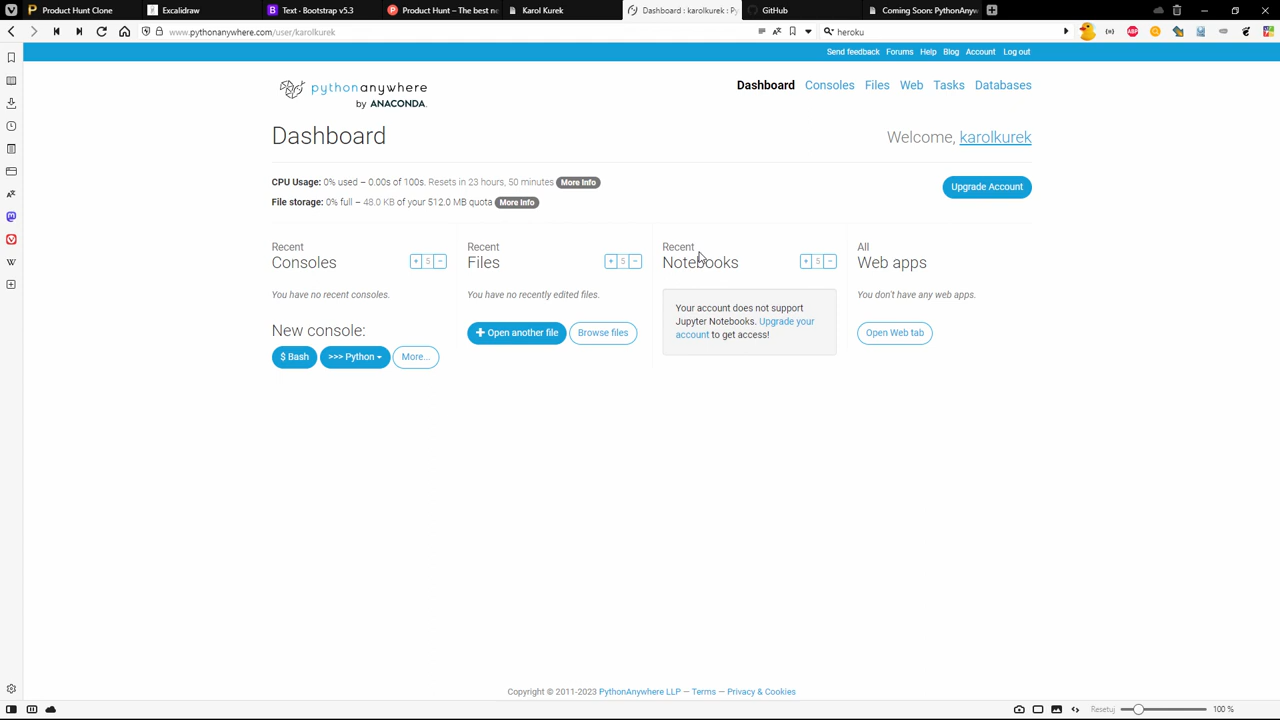 Product Hunt Clone
Excalidraw
Text · Bootstrap v5.3
Product Hunt – The best ne
Karol Kurek
Dashboard : karolkurek : Py
GitHub
Coming Soon: PythonAnyw
www.pythonanywhere.com/user/karolkurek
heroku
Send feedback Forums Help Blog Account Log out
pythonanywhere
by ANACONDA.
Dashboard Consoles Files Web Tasks Databases
Dashboard
Welcome, karolkurek
CPU Usage: 0% used – 0.00s of 100s. Resets in 23 hours, 50 minutes More Info
File storage: 0% full – 48.0 KB of your 512.0 MB quota More Info
Upgrade Account
Recent
Consoles
+ 5 −
You have no recent consoles.
New console:
$ Bash >>> Python More...
Recent
Files
+ 5 −
You have no recently edited files.
+ Open another file Browse files
Recent
Notebooks
+ 5 −
Your account does not support
Jupyter Notebooks. Upgrade your
account to get access!
All
Web apps
You don't have any web apps.
Open Web tab
Copyright © 2011-2023 PythonAnywhere LLP — Terms — Privacy & Cookies
Resetuj 100 %